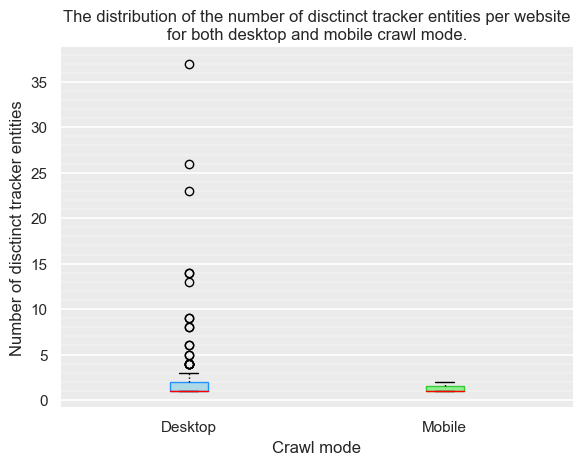 The distribution of the number of disctinct tracker entities per website
for both desktop and mobile crawl mode.
Number of disctinct tracker entities
35
30
25
20
15
10
5
0
Desktop
Mobile
Crawl mode